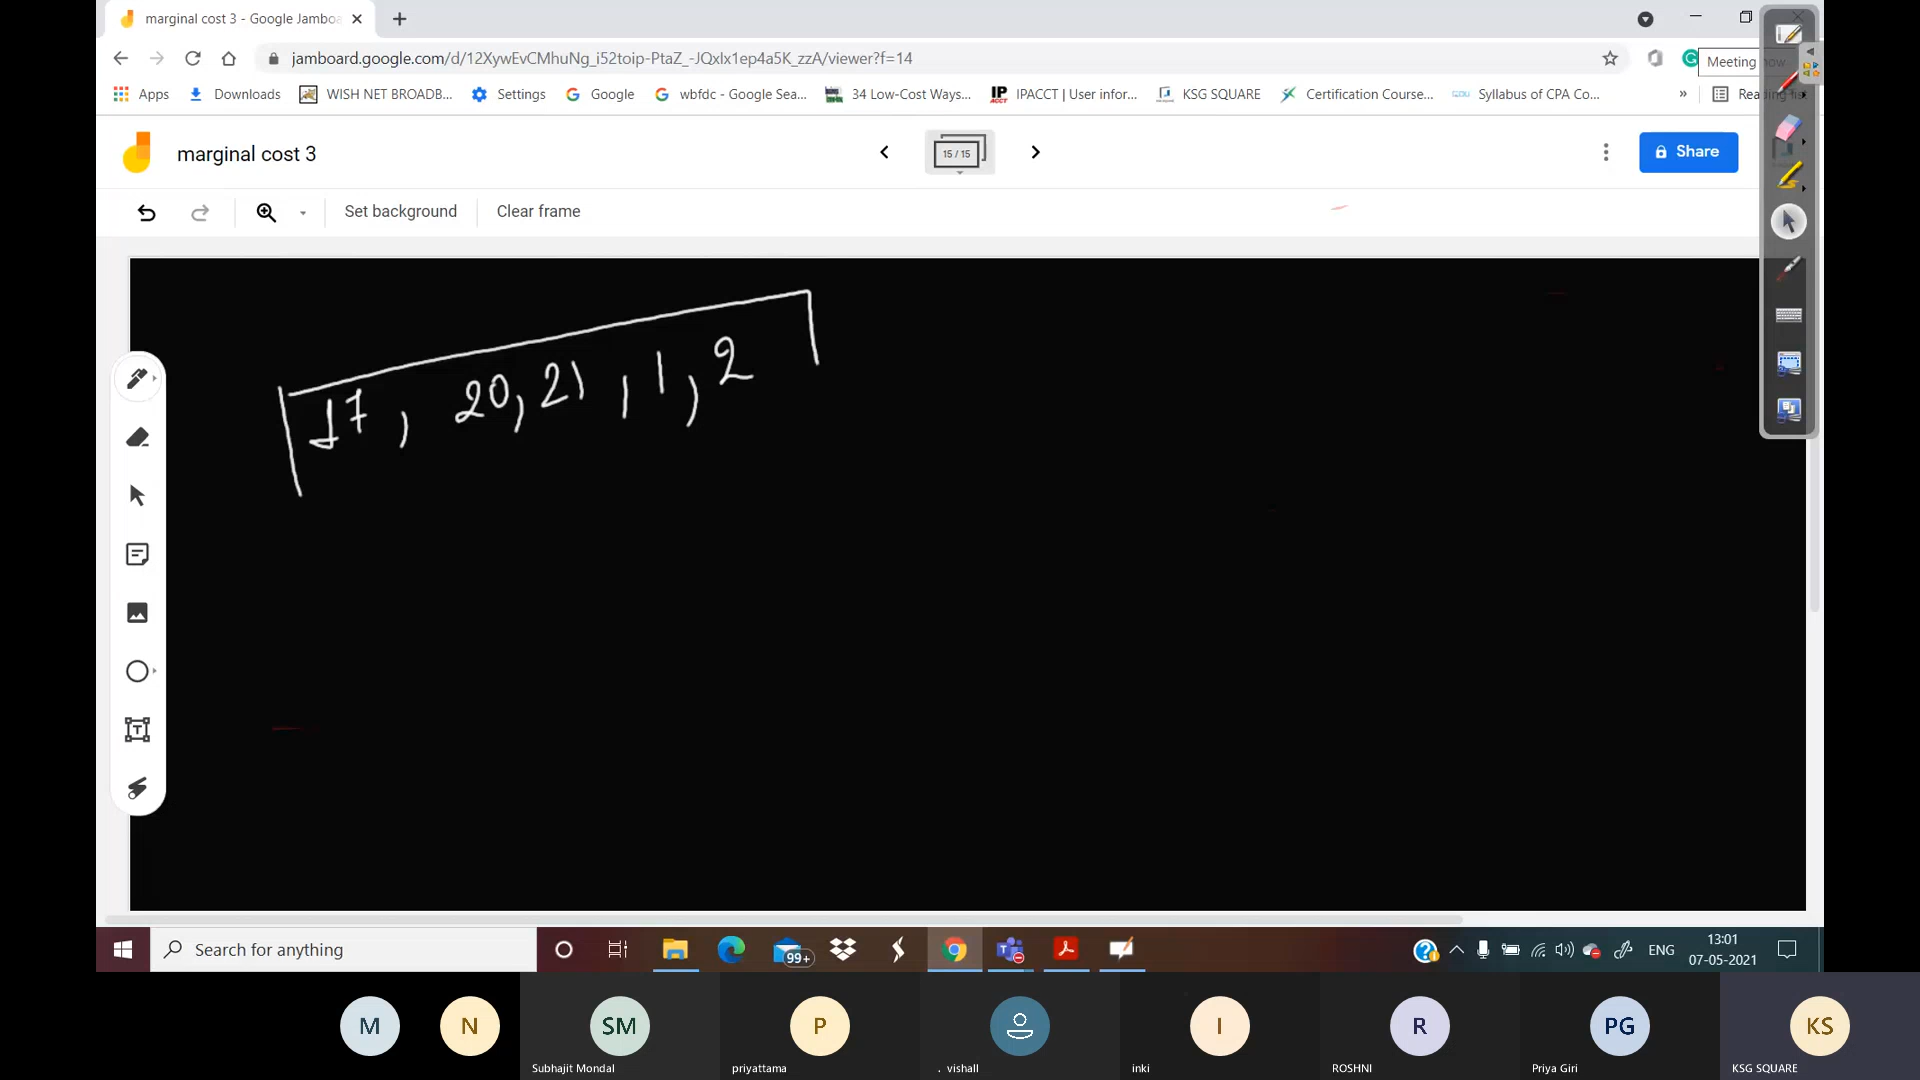 marginal cost 3 - Google Jamboa
jamboard.google.com/d/12XywEvCMhuNg_i52toip-PtaZ_-JQxlx1ep4a5K_zzA/viewer?f=14
Meeting now
Apps Downloads WISH NET BROADB... Settings Google wbfdc - Google Sea... 34 Low-Cost Ways... IPACCT | User infor... KSG SQUARE Certification Course... Syllabus of CPA Co... »
marginal cost 3
15 / 15
Share
Set background Clear frame
17, 20, 21, 1, 2
Search for anything
99+
ENG
13:01
07-05-2021
M N SM P I R PG KS
Subhajit Mondal priyattama . vishall inki ROSHNI Priya Giri KSG SQUARE